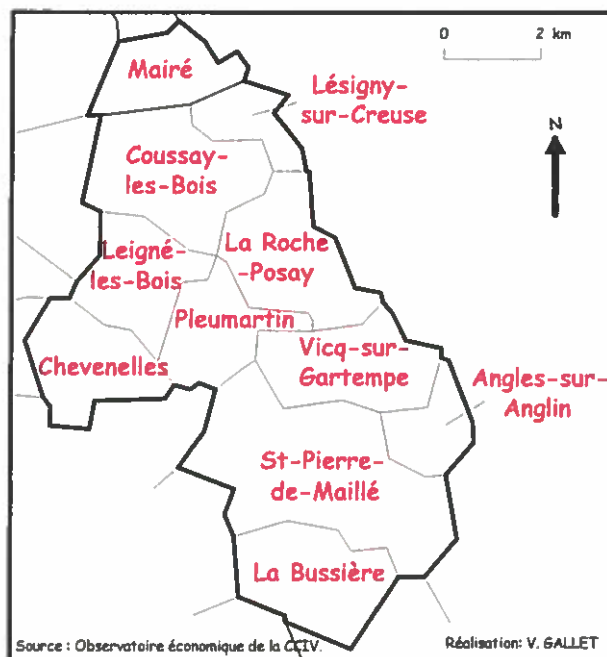 0 2 km
Mairé
Lésigny-
sur-Creuse
N
Coussay-
les-Bois
Leigné-
les-Bois
La Roche
-Posay
Pleumartin
Chevenelles
Vicq-sur-
Gartempe
Angles-sur-
Anglin
St-Pierre-
de-Maillé
La Bussière
Source : Observatoire économique de la CCIV.
Réalisation: V. GALLET